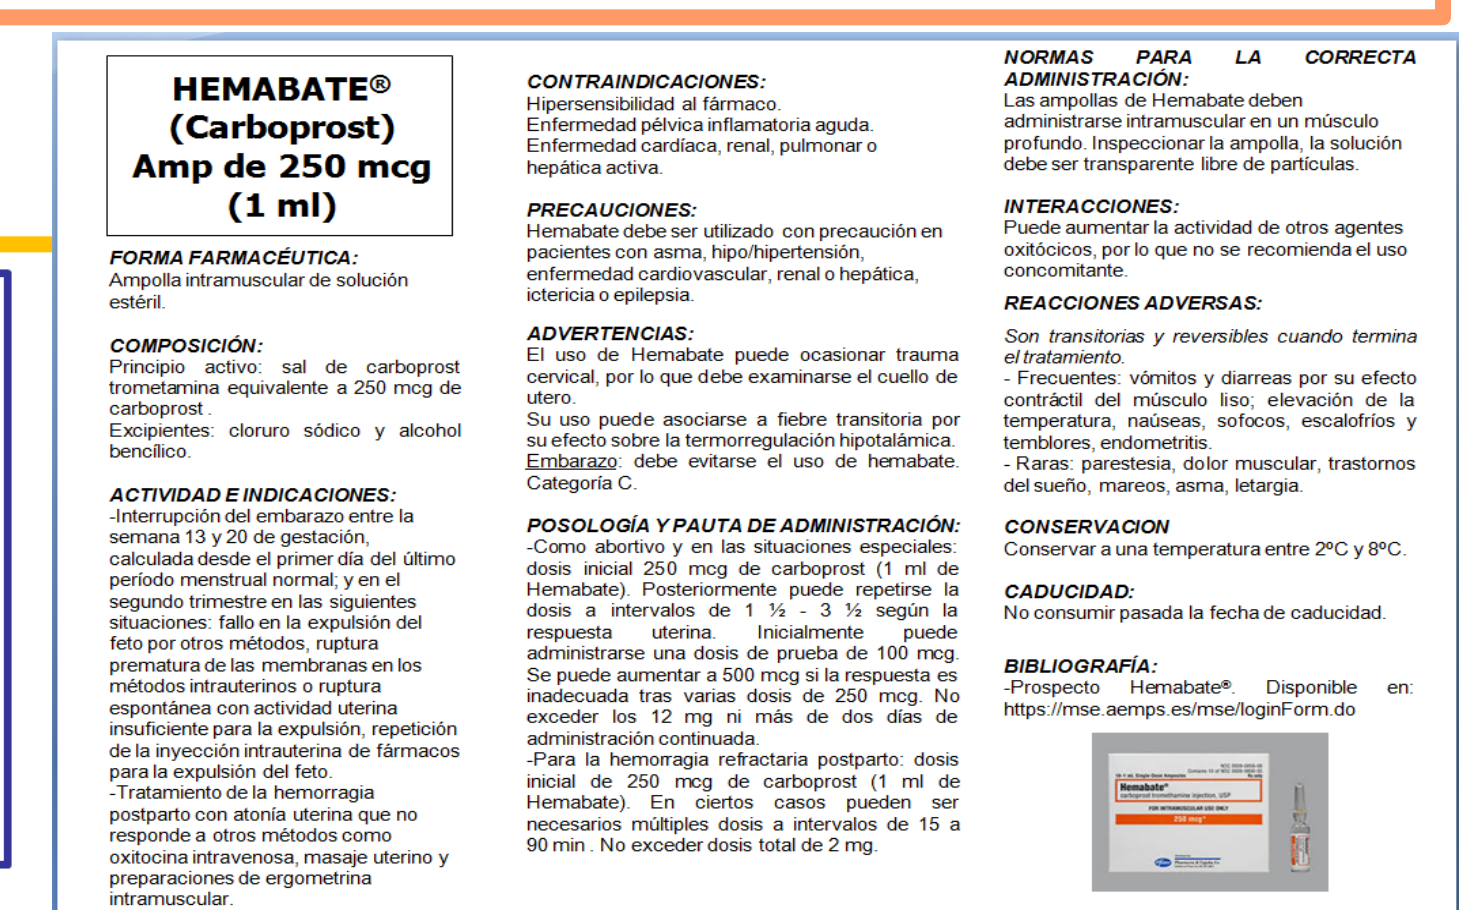 HEMABATE®
(Carboprost)
Amp de 250 mcg
(1 ml)
FORMA FARMACÉUTICA:
Ampolla intramuscular de solución
estéril.
COMPOSICIÓN:
Principio activo: sal de carboprost
trometamina equivalente a 250 mcg de
carboprost .
Excipientes: cloruro sódico y alcohol
bencílico.
ACTIVIDAD E INDICACIONES:
-Interrupción del embarazo entre la
semana 13 y 20 de gestación,
calculada desde el primer día del último
período menstrual normal; y en el
segundo trimestre en las siguientes
situaciones: fallo en la expulsión del
feto por otros métodos, ruptura
prematura de las membranas en los
métodos intrauterinos o ruptura
espontánea con actividad uterina
insuficiente para la expulsión, repetición
de la inyección intrauterina de fármacos
para la expulsión del feto.
-Tratamiento de la hemorragia
postparto con atonía uterina que no
responde a otros métodos como
oxitocina intravenosa, masaje uterino y
preparaciones de ergometrina
intramuscular.
CONTRAINDICACIONES:
Hipersensibilidad al fármaco.
Enfermedad pélvica inflamatoria aguda.
Enfermedad cardíaca, renal, pulmonar o
hepática activa.
PRECAUCIONES:
Hemabate debe ser utilizado con precaución en
pacientes con asma, hipo/hipertensión,
enfermedad cardiovascular, renal o hepática,
ictericia o epilepsia.
ADVERTENCIAS:
El uso de Hemabate puede ocasionar trauma
cervical, por lo que debe examinarse el cuello de
utero.
Su uso puede asociarse a fiebre transitoria por
su efecto sobre la termorregulación hipotalámica.
Embarazo: debe evitarse el uso de hemabate.
Categoría C.
POSOLOGÍA Y PAUTA DE ADMINISTRACIÓN:
-Como abortivo y en las situaciones especiales:
dosis inicial 250 mcg de carboprost (1 ml de
Hemabate). Posteriormente puede repetirse la
dosis a intervalos de 1 ½ - 3 ½ según la
respuesta uterina. Inicialmente puede
administrarse una dosis de prueba de 100 mcg.
Se puede aumentar a 500 mcg si la respuesta es
inadecuada tras varias dosis de 250 mcg. No
exceder los 12 mg ni más de dos días de
administración continuada.
-Para la hemorragia refractaria postparto: dosis
inicial de 250 mcg de carboprost (1 ml de
Hemabate). En ciertos casos pueden ser
necesarios múltiples dosis a intervalos de 15 a
90 min . No exceder dosis total de 2 mg.
NORMAS PARA LA CORRECTA
ADMINISTRACIÓN:
Las ampollas de Hemabate deben
administrarse intramuscular en un músculo
profundo. Inspeccionar la ampolla, la solución
debe ser transparente libre de partículas.
INTERACCIONES:
Puede aumentar la actividad de otros agentes
oxitócicos, por lo que no se recomienda el uso
concomitante.
REACCIONES ADVERSAS:
Son transitorias y reversibles cuando termina
el tratamiento.
- Frecuentes: vómitos y diarreas por su efecto
contráctil del músculo liso; elevación de la
temperatura, naúseas, sofocos, escalofríos y
temblores, endometritis.
- Raras: parestesia, dolor muscular, trastornos
del sueño, mareos, asma, letargia.
CONSERVACION
Conservar a una temperatura entre 2ºC y 8ºC.
CADUCIDAD:
No consumir pasada la fecha de caducidad.
BIBLIOGRAFÍA:
-Prospecto Hemabate®. Disponible en:
https://mse.aemps.es/mse/loginForm.do
Hemabate®
carboprost tromethamine injection, USP
FOR INTRAMUSCULAR USE ONLY
250 mcg*
Pfizer